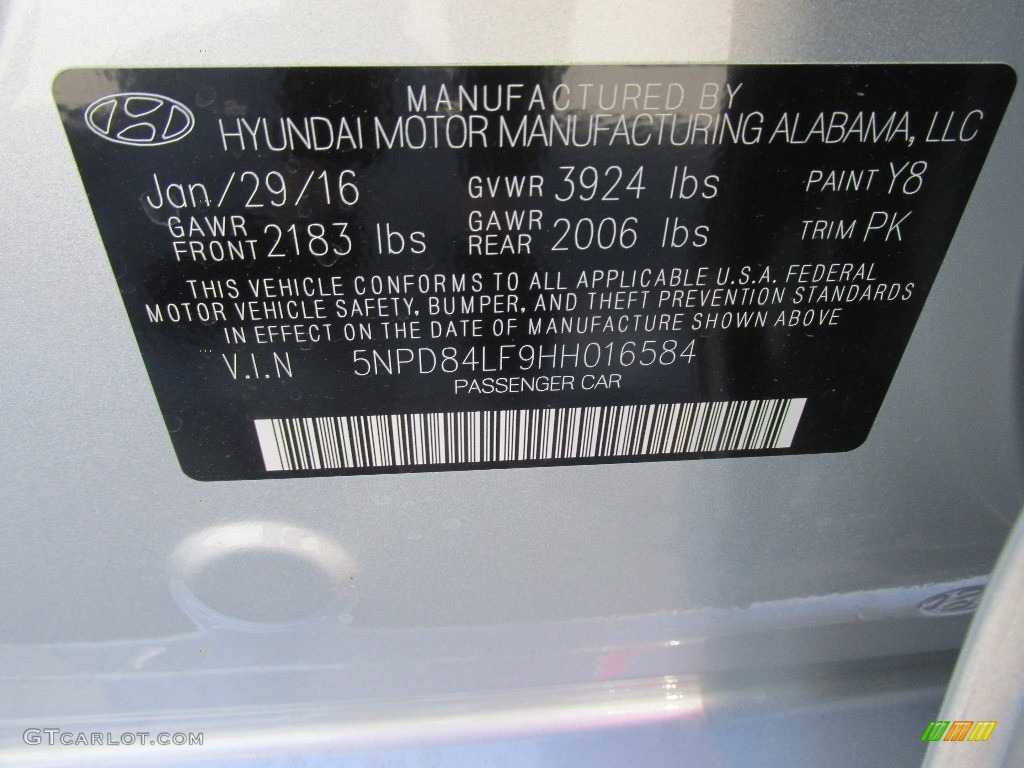 MANUFACTURED BY
HYUNDAI MOTOR MANUFACTURING ALABAMA, LLC
Jan/29/16 GVWR 3924 lbs PAINT Y8
GAWR FRONT 2183 lbs GAWR REAR 2006 lbs TRIM PK
THIS VEHICLE CONFORMS TO ALL APPLICABLE U.S.A. FEDERAL
MOTOR VEHICLE SAFETY, BUMPER, AND THEFT PREVENTION STANDARDS
IN EFFECT ON THE DATE OF MANUFACTURE SHOWN ABOVE
V.I.N 5NPD84LF9HH016584
PASSENGER CAR
GTCARLOT.COM